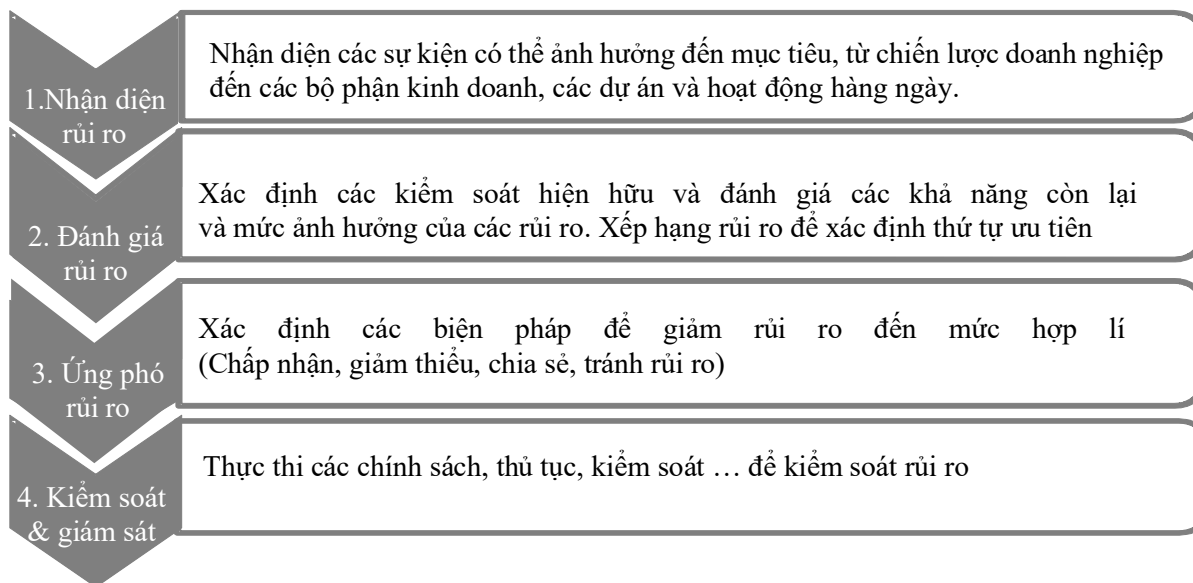 1.Nhận diện
rủi ro
Nhận diện các sự kiện có thể ảnh hưởng đến mục tiêu, từ chiến lược doanh nghiệp
đến các bộ phận kinh doanh, các dự án và hoạt động hàng ngày.
2. Đánh giá
rủi ro
Xác định các kiểm soát hiện hữu và đánh giá các khả năng còn lại
và mức ảnh hưởng của các rủi ro. Xếp hạng rủi ro để xác định thứ tự ưu tiên
3. Ứng phó
rủi ro
Xác định các biện pháp để giảm rủi ro đến mức hợp lí
(Chấp nhận, giảm thiểu, chia sẻ, tránh rủi ro)
4. Kiểm soát
& giám sát
Thực thi các chính sách, thủ tục, kiểm soát … để kiểm soát rủi ro